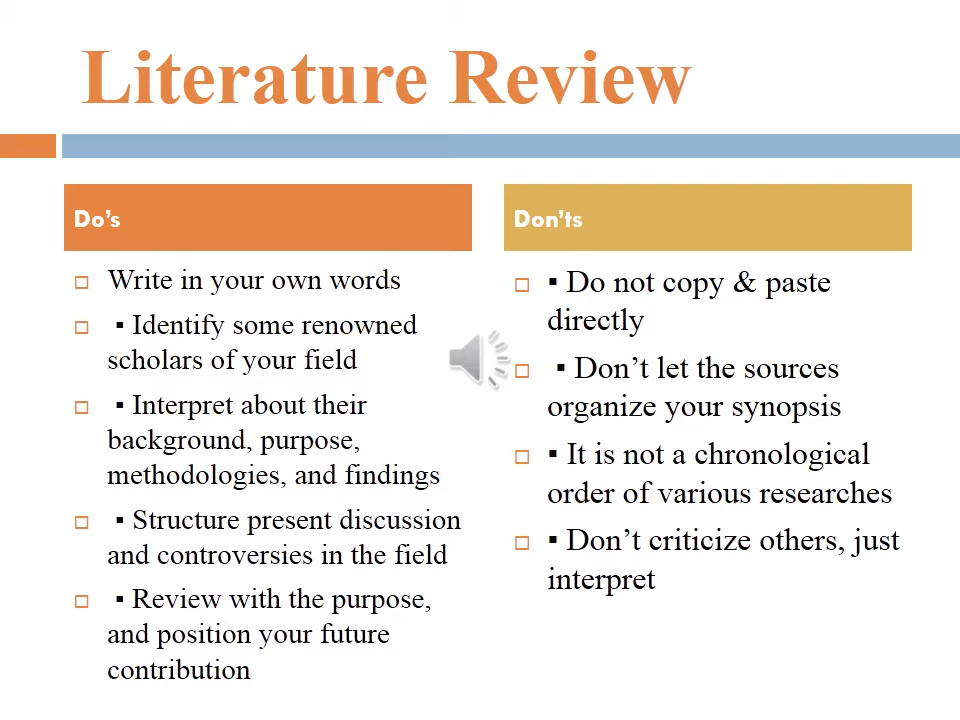 Literature Review
Do's
Write in your own words
▪ Identify some renowned
scholars of your field
▪ Interpret about their
background, purpose,
methodologies, and findings
▪ Structure present discussion
and controversies in the field
▪ Review with the purpose,
and position your future
contribution
Don'ts
▪ Do not copy & paste
directly
▪ Don't let the sources
organize your synopsis
▪ It is not a chronological
order of various researches
▪ Don't criticize others, just
interpret